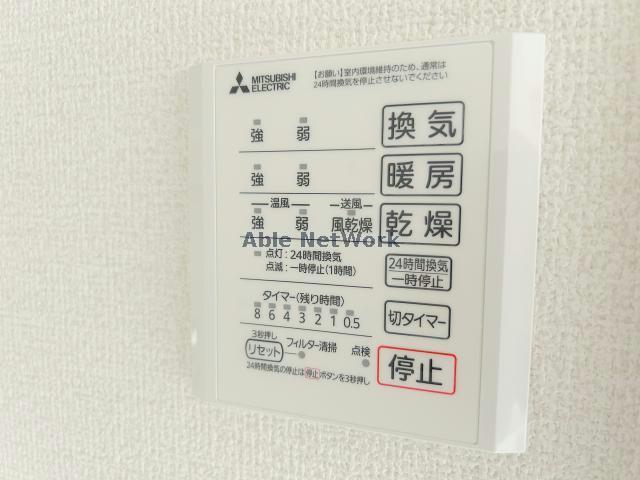 MITSUBISHI
ELECTRIC
【お願い】室内環境維持のため、通常は
24時間換気を停止させないでください
強 弱 換気
強 弱 暖房
温風 送風
強 弱 風乾燥 乾燥
Able NetWork
点灯：24時間換気
点滅：一時停止(1時間)
24時間換気
一時停止
タイマー(残り時間)
8 6 4 3 2 1 0.5
切タイマー
3秒押し
リセット フィルター清掃 点検
停止
24時間換気の停止は停止ボタンを3秒押し